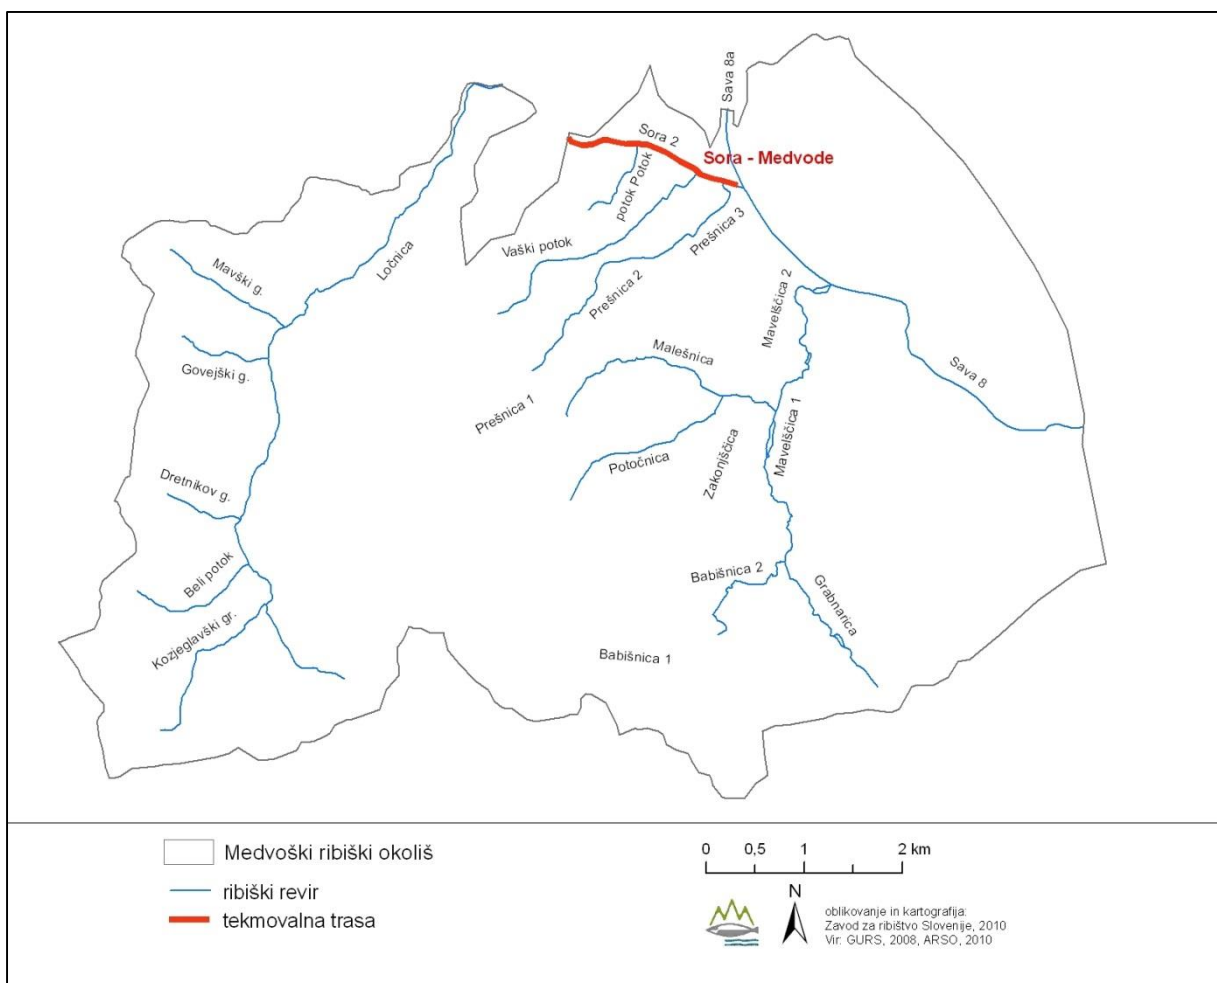 Sava 8a
Sora 2
Sora - Medvode
potok Potok
Prešnica 3
Vaški potok
Ločnica
Mavški g.
Prešnica 2
Mavelščica 2
Malešnica
Govejški g.
Sava 8
Prešnica 1
Mavelščica 1
Potočnica
Zakonjščica
Dretnikov g.
Beli potok
Babišnica 2
Grabnarica
Kozjeglavški gr.
Babišnica 1
Medvoški ribiški okoliš
ribiški revir
tekmovalna trasa
0 0,5 1 2 km
N
oblikovanje in kartografija:
Zavod za ribištvo Slovenije, 2010
Vir: GURS, 2008, ARSO, 2010